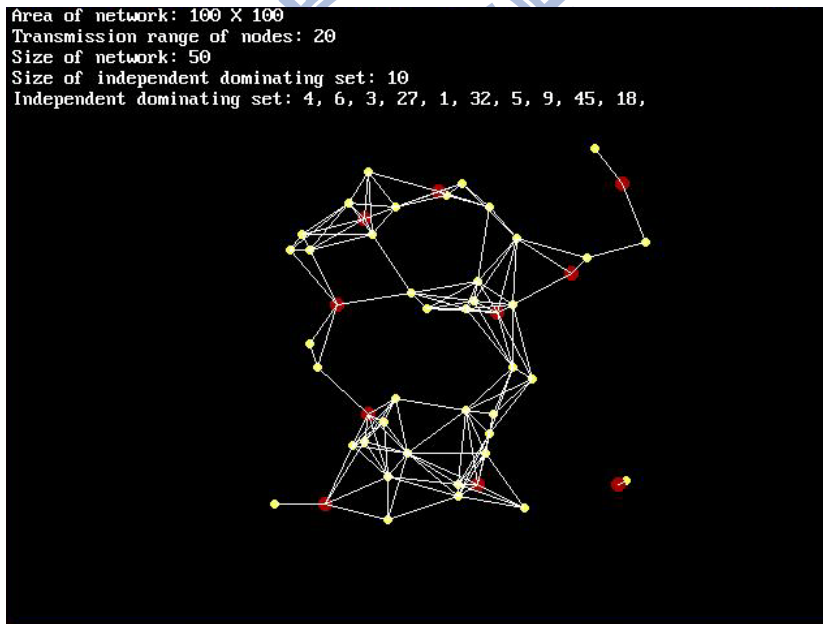 Area of network: 100 X 100
Transmission range of nodes: 20
Size of network: 50
Size of independent dominating set: 10
Independent dominating set: 4, 6, 3, 27, 1, 32, 5, 9, 45, 18,